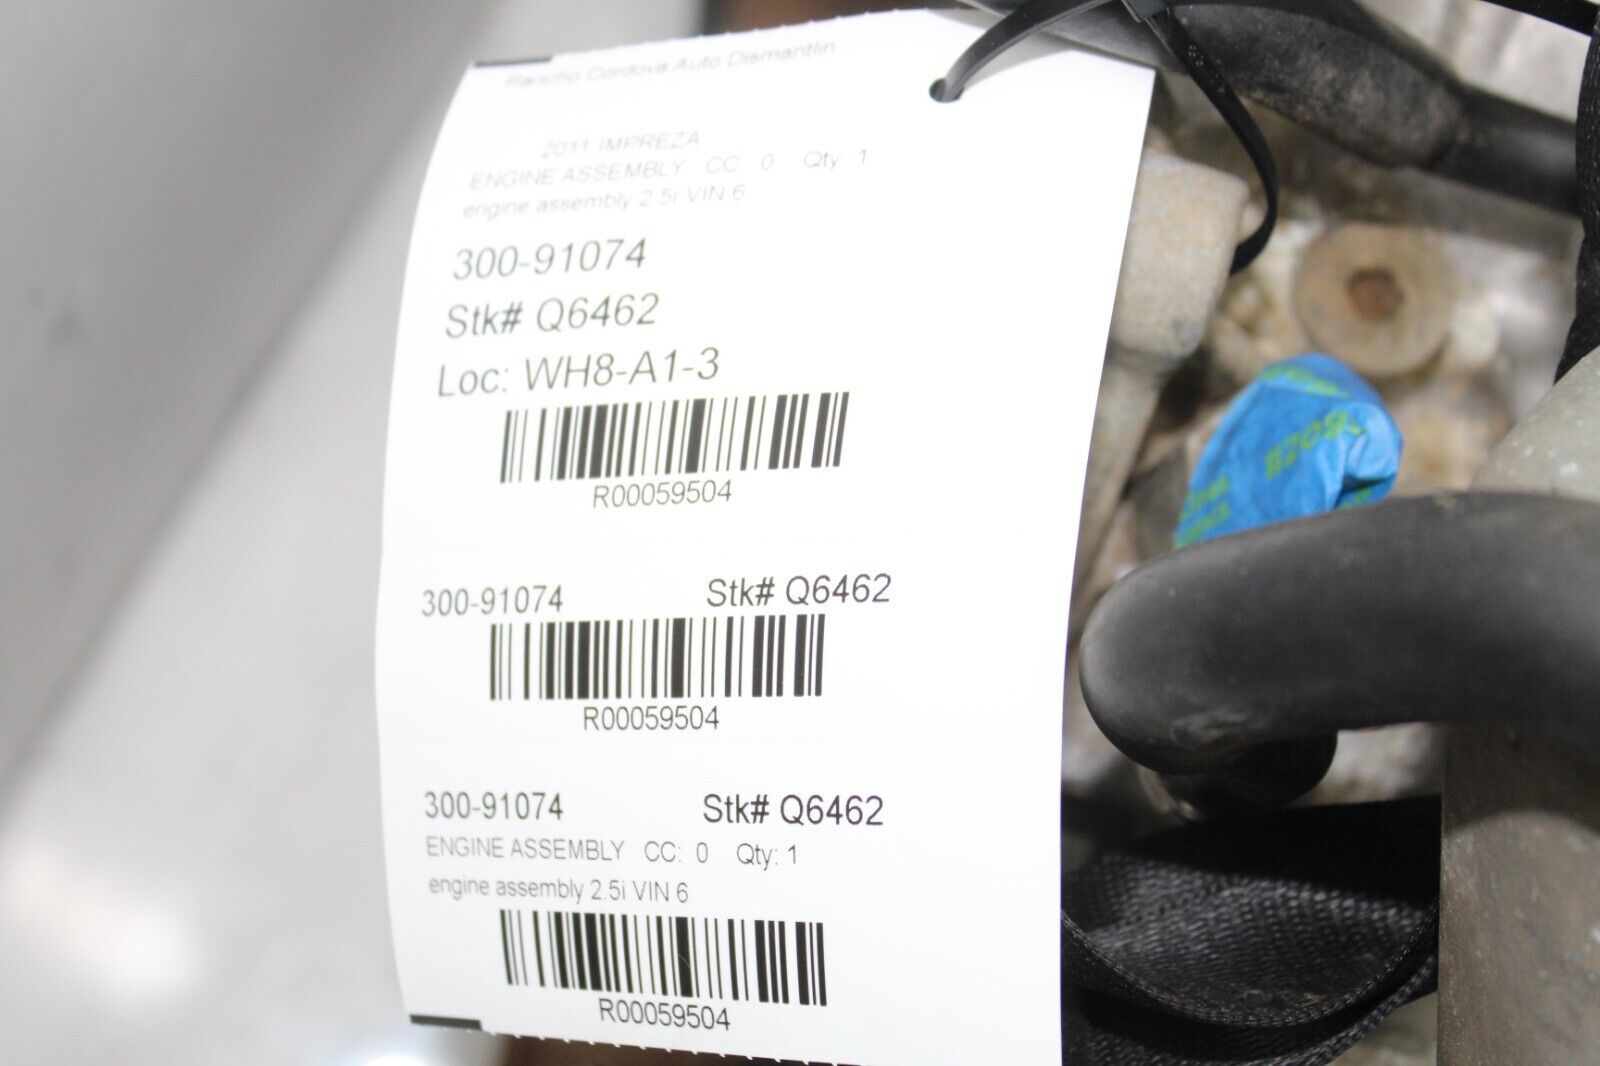 Rancho Cordova Auto Dismantlin
2011 IMPREZA
ENGINE ASSEMBLY CC 0 Qty 1
engine assembly 2.5i VIN 6
300-91074
Stk# Q6462
Loc: WH8-A1-3
R00059504
300-91074 Stk# Q6462
R00059504
300-91074 Stk# Q6462
ENGINE ASSEMBLY CC: 0 Qty: 1
engine assembly 2.5i VIN 6
R00059504